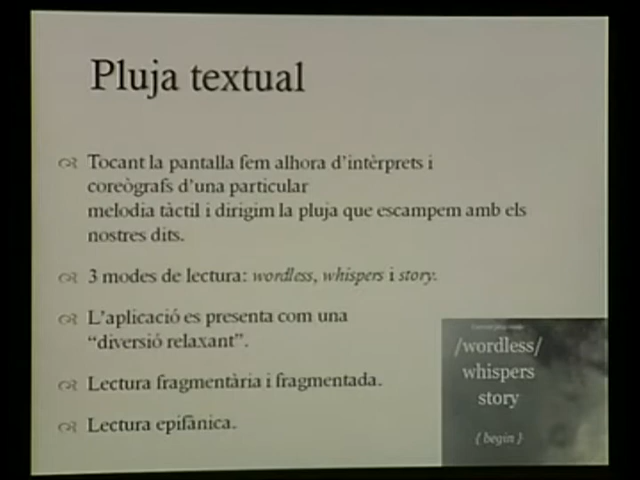 Pluja textual
Tocant la pantalla fem alhora d'intèrprets i
coreògrafs d'una particular
melodia tàctil i dirigim la pluja que escampem amb els
nostres dits.
3 modes de lectura: wordless, whispers i story.
L'aplicació es presenta com una
“diversió relaxant”.
Lectura fragmentària i fragmentada.
Lectura epifànica.
/wordless/
whispers
story
{ begin }